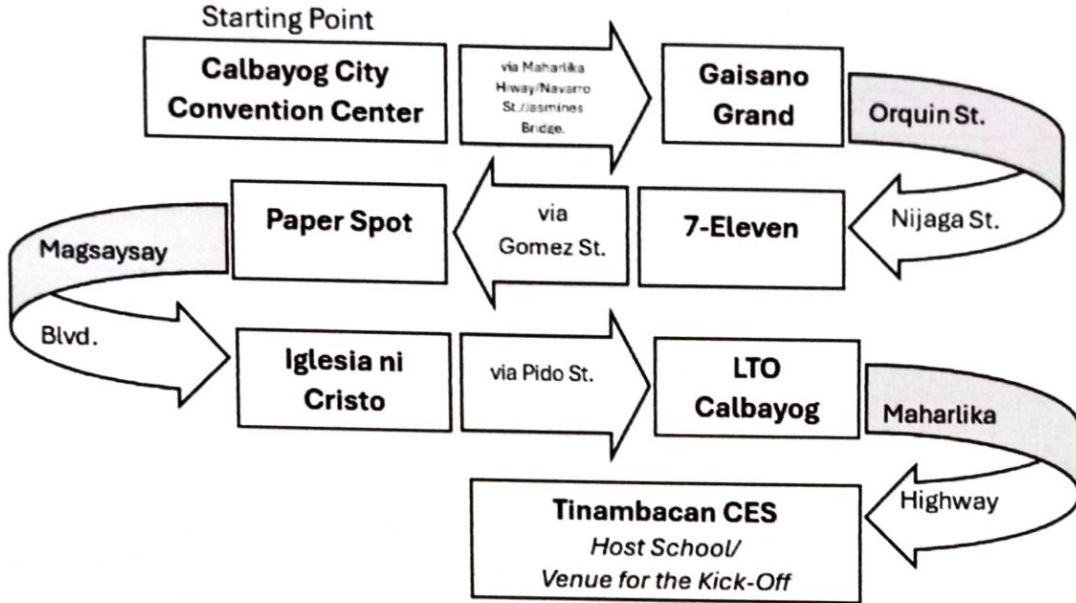 Starting Point
Calbayog City
Convention Center
via Maharlika
Hiway/Navarro
St./Jasmines
Bridge.
Gaisano
Grand
Orquin St.
Nijaga St.
7-Eleven
via
Gomez St.
Paper Spot
Magsaysay
Blvd.
Iglesia ni
Cristo
via Pido St.
LTO
Calbayog
Maharlika
Highway
Tinambacan CES
Host School/
Venue for the Kick-Off